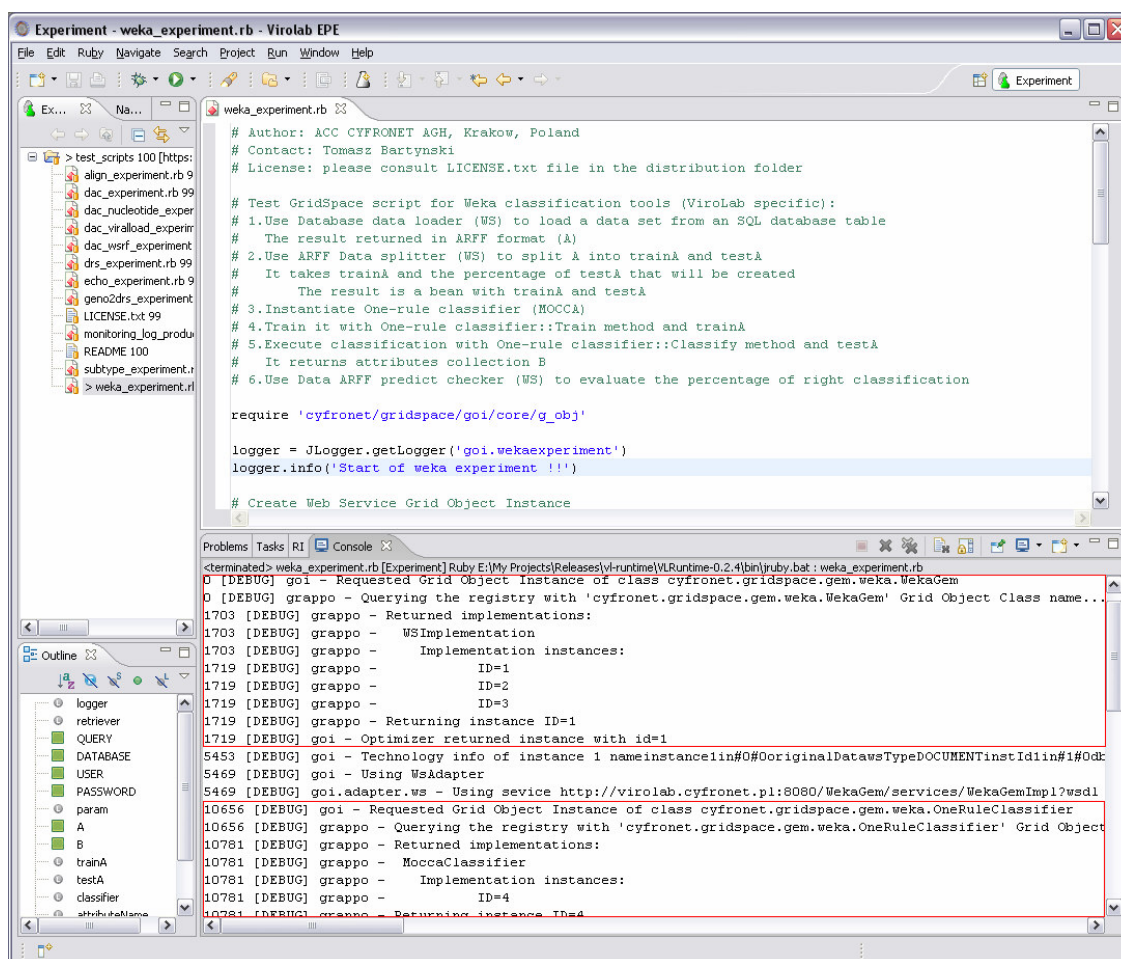 Experiment - weka_experiment.rb - Virolab EPE
File Edit Ruby Navigate Search Project Run Window Help
Experiment
Ex... Na...
> test_scripts 100 [https:
align_experiment.rb 9
dac_experiment.rb 99
dac_nucleotide_exper
dac_viralload_experim
dac_wsrf_experiment
drs_experiment.rb 99
echo_experiment.rb 9
geno2drs_experiment
LICENSE.txt 99
monitoring_log_produ
README 100
subtype_experiment.r
> weka_experiment.rl
weka_experiment.rb
# Author: ACC CYFRONET AGH, Krakow, Poland
# Contact: Tomasz Bartynski
# License: please consult LICENSE.txt file in the distribution folder
# Test GridSpace script for Weka classification tools (ViroLab specific):
# 1.Use Database data loader (WS) to load a data set from an SQL database table
#   The result returned in ARFF format (A)
# 2.Use ARFF Data splitter (WS) to split A into trainA and testA
#   It takes trainA and the percentage of testA that will be created
#       The result is a bean with trainA and testA
# 3.Instantiate One-rule classifier (MOCCA)
# 4.Train it with One-rule classifier::Train method and trainA
# 5.Execute classification with One-rule classifier::Classify method and testA
#   It returns attributes collection B
# 6.Use Data ARFF predict checker (WS) to evaluate the percentage of right classification
require 'cyfronet/gridspace/goi/core/g_obj'
logger = JLogger.getLogger('goi.wekaexperiment')
logger.info('Start of weka experiment !!')
# Create Web Service Grid Object Instance
Outline
logger
retriever
QUERY
DATABASE
USER
PASSWORD
param
A
B
trainA
testA
classifier
attributeName
Problems Tasks RI Console
<terminated> weka_experiment.rb [Experiment] Ruby E:\My Projects\Releases\vl-runtime\VLRuntime-0.2.4\bin\jruby.bat : weka_experiment.rb
0 [DEBUG] goi - Requested Grid Object Instance of class cyfronet.gridspace.gem.weka.WekaGem
0 [DEBUG] grappo - Querying the registry with 'cyfronet.gridspace.gem.weka.WekaGem' Grid Object Class name...
1703 [DEBUG] grappo - Returned implementations:
1703 [DEBUG] grappo -   WSImplementation
1703 [DEBUG] grappo -     Implementation instances:
1719 [DEBUG] grappo -            ID=1
1719 [DEBUG] grappo -            ID=2
1719 [DEBUG] grappo -            ID=3
1719 [DEBUG] grappo - Returning instance ID=1
1719 [DEBUG] goi - Optimizer returned instance with id=1
5453 [DEBUG] goi - Technology info of instance 1 nameinstance1in#0#0originalDatawsTypeDOCUMENTinstId1in#1#0db
5469 [DEBUG] goi - Using WsAdapter
5469 [DEBUG] goi.adapter.ws - Using sevice http://virolab.cyfronet.pl:8080/WekaGem/services/WekaGemImpl?wsdl
10656 [DEBUG] goi - Requested Grid Object Instance of class cyfronet.gridspace.gem.weka.OneRuleClassifier
10656 [DEBUG] grappo - Querying the registry with 'cyfronet.gridspace.gem.weka.OneRuleClassifier' Grid Object
10781 [DEBUG] grappo - Returned implementations:
10781 [DEBUG] grappo -   MoccaClassifier
10781 [DEBUG] grappo -     Implementation instances:
10781 [DEBUG] grappo -            ID=4
10781 [DEBUG] grappo - Returning instance ID=4